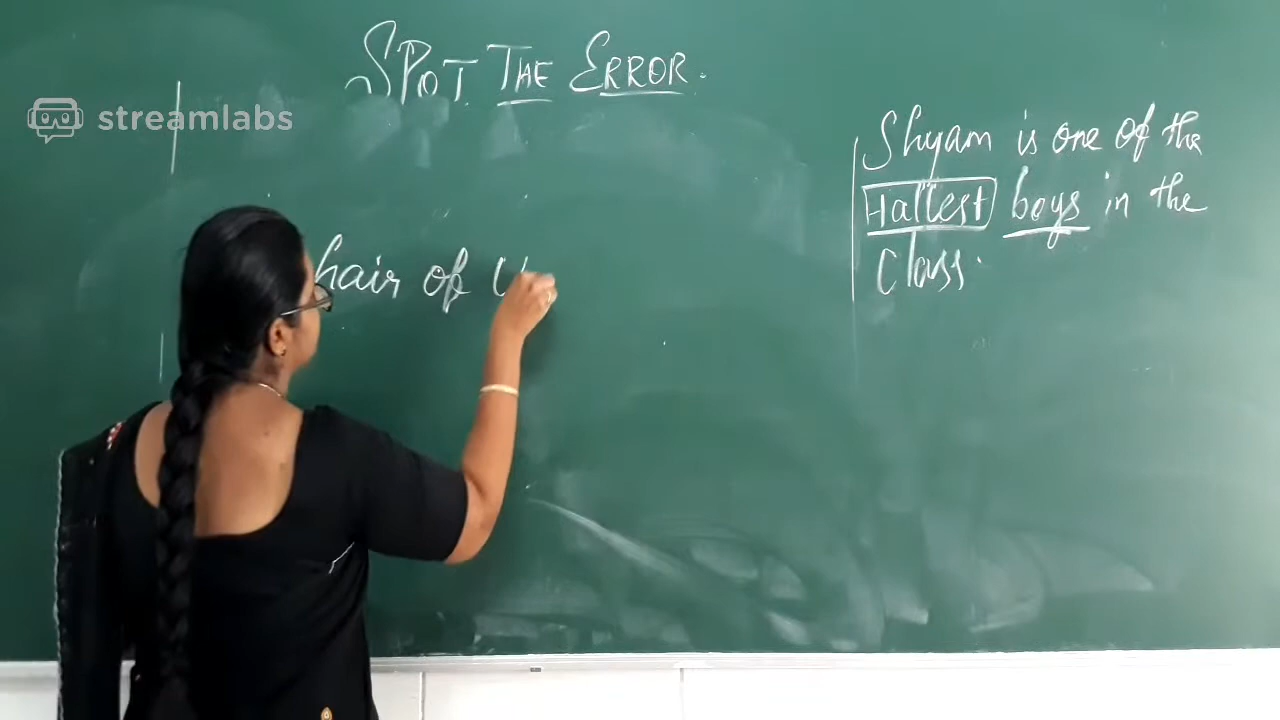 SPOT THE ERROR.
streamlabs
Shyam is one of the
tallest boys in the
class.
hair of